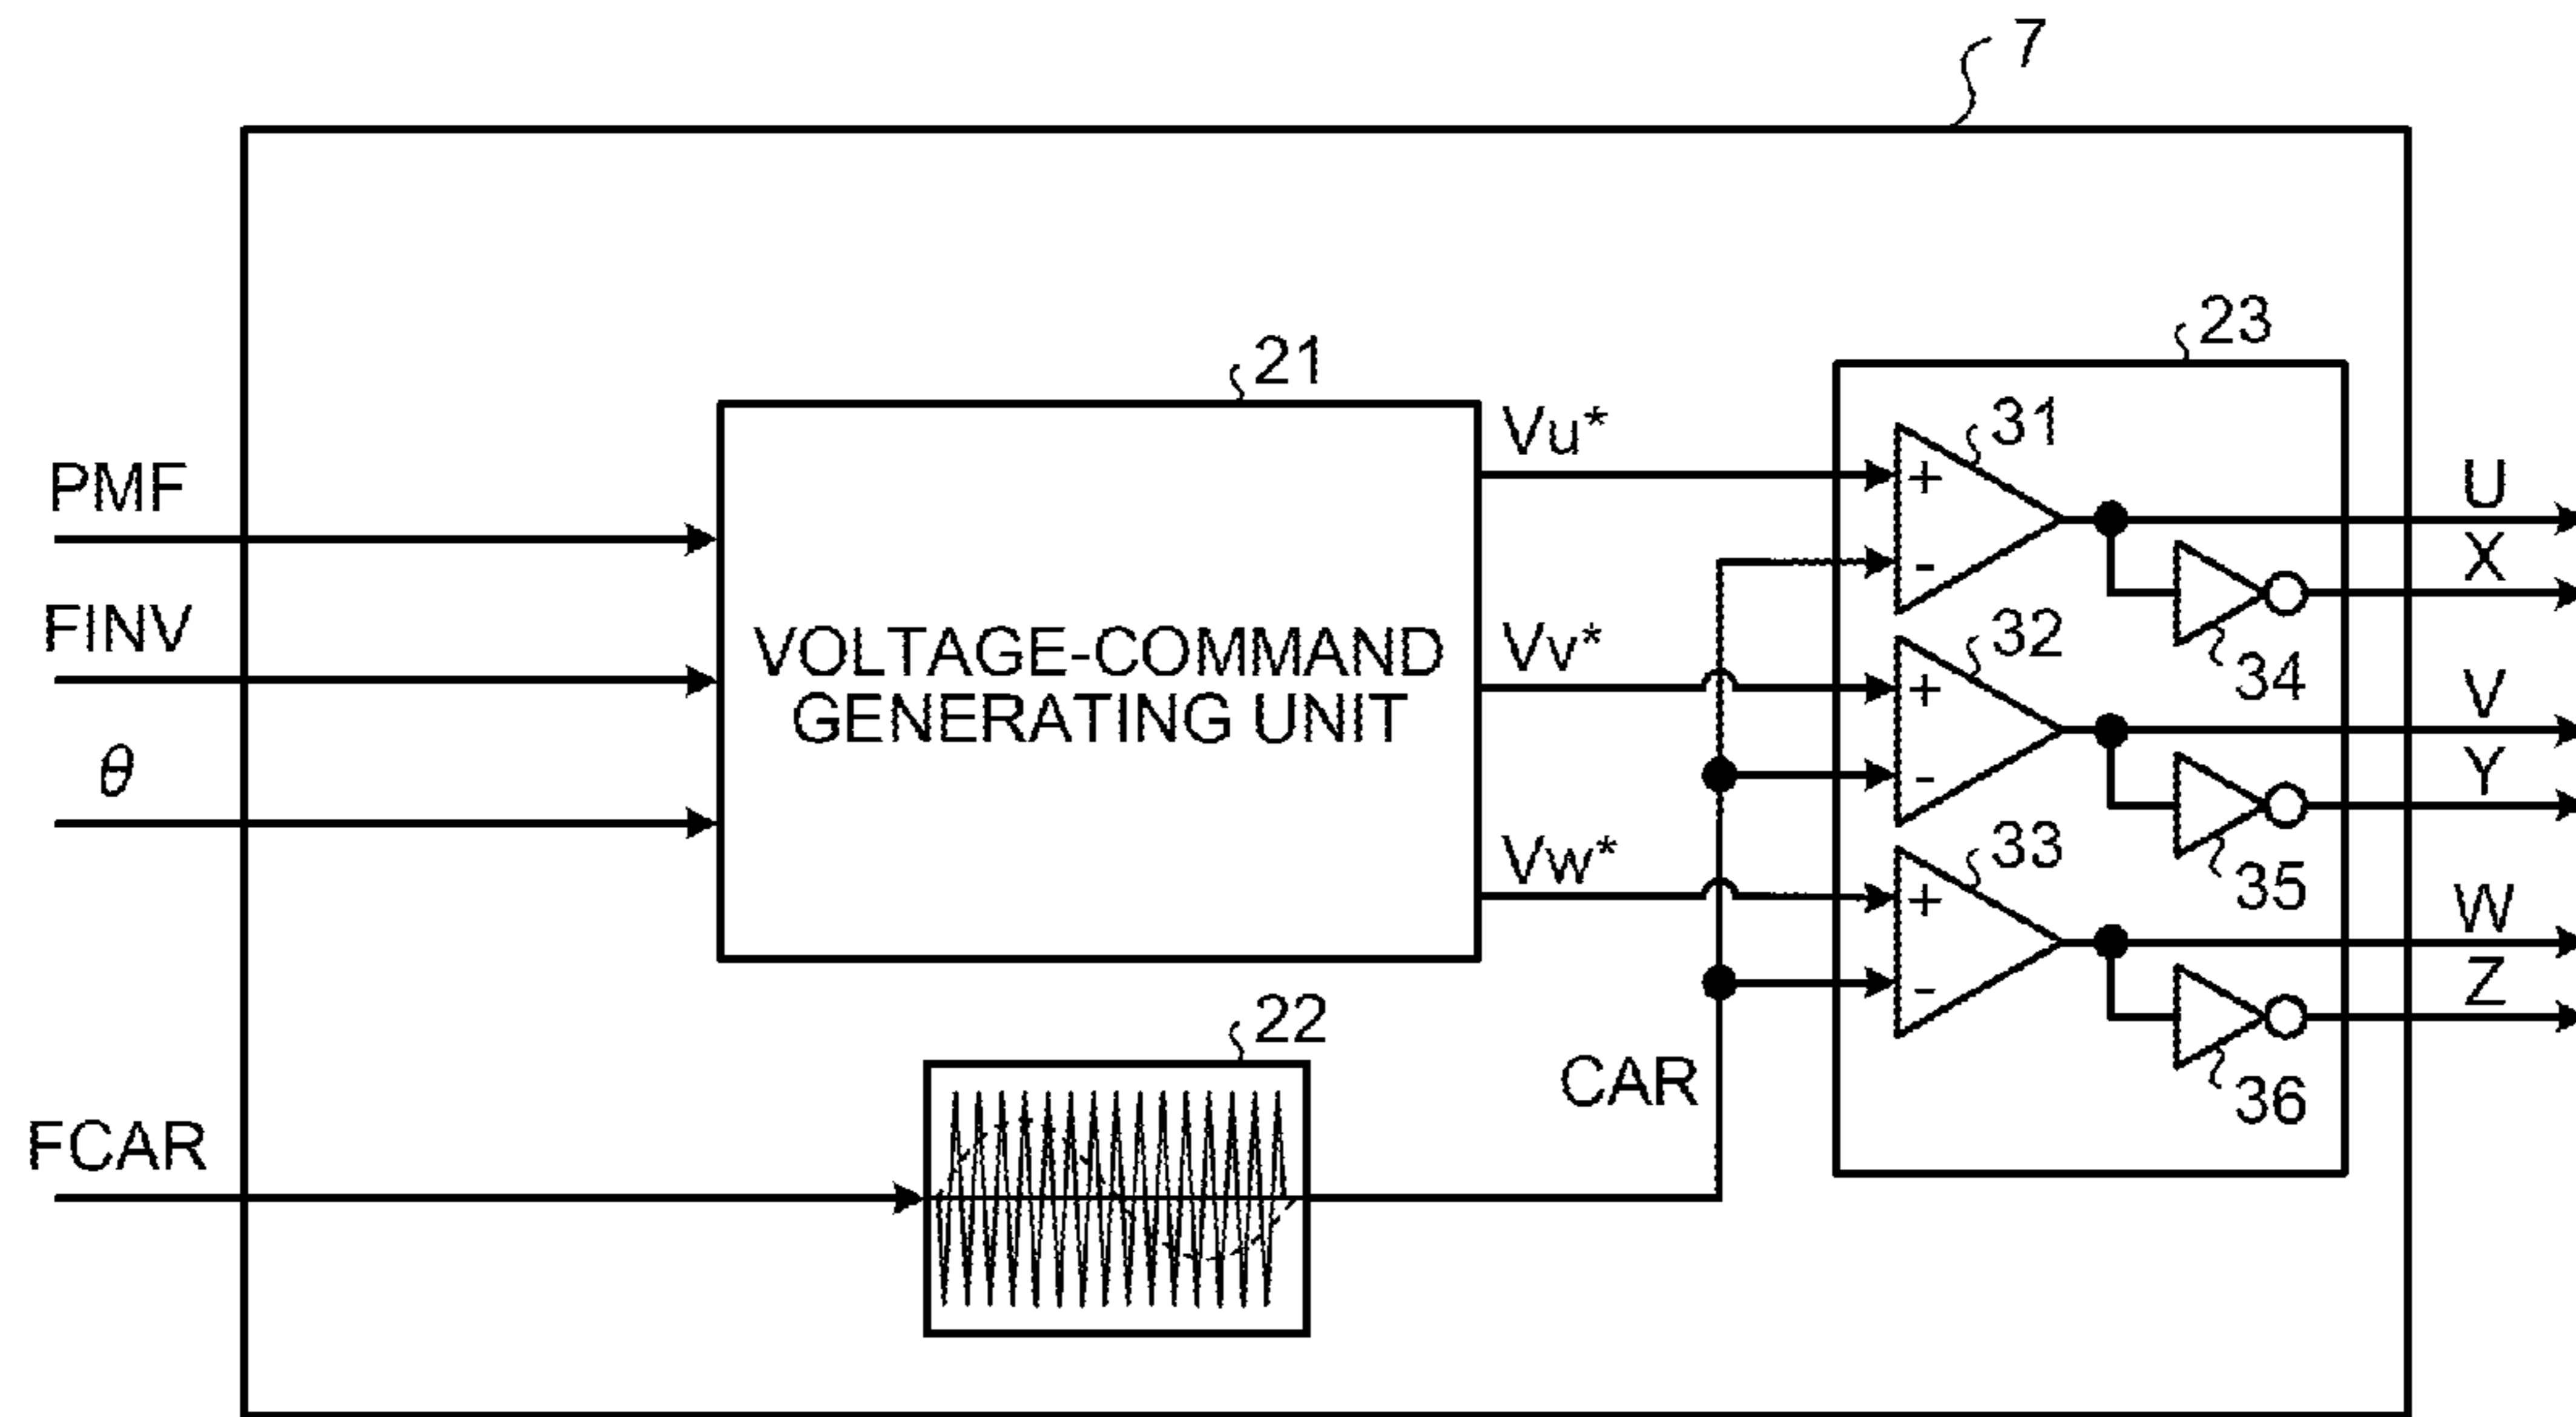 7
23
21
Vu*
31
PMF
U
X
FINV
VOLTAGE-COMMAND
GENERATING UNIT
Vv*
32
34
V
θ
Y
Vw*
33
35
W
Z
22
CAR
36
FCAR
+
-
+
-
+
-